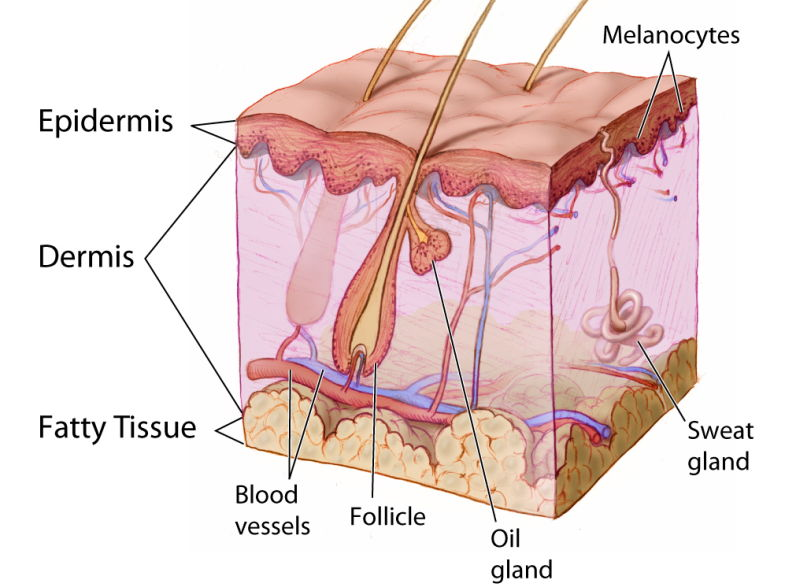 Melanocytes
Epidermis
Dermis
Fatty Tissue
Sweat
gland
Blood
vessels
Follicle
Oil
gland